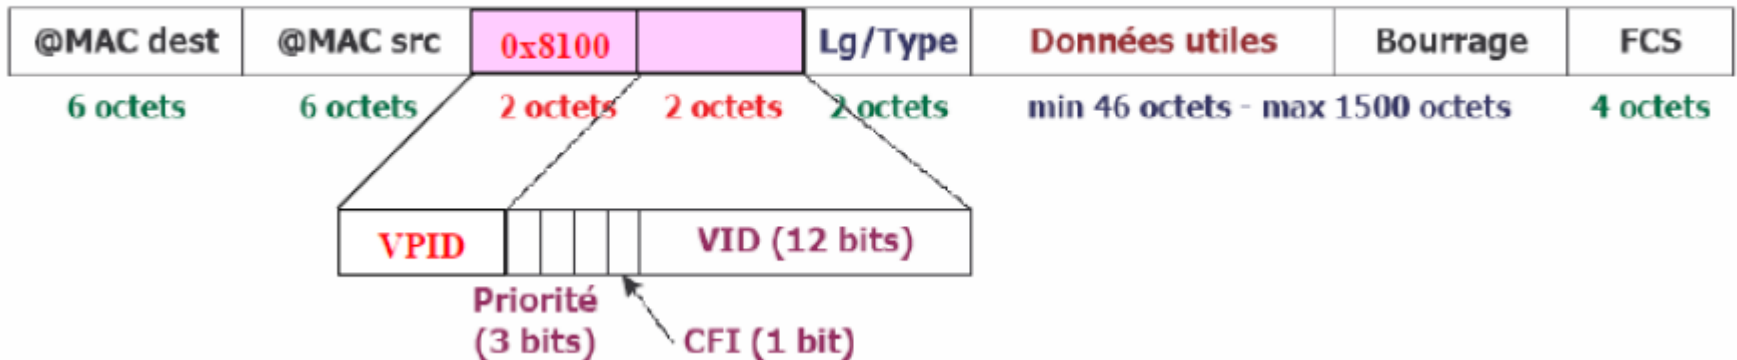 @MAC dest @MAC src 0x8100 Lg/Type Données utiles Bourrage FCS
6 octets 6 octets 2 octets 2 octets 2 octets min 46 octets - max 1500 octets 4 octets
VPID VID (12 bits)
Priorité
(3 bits) CFI (1 bit)